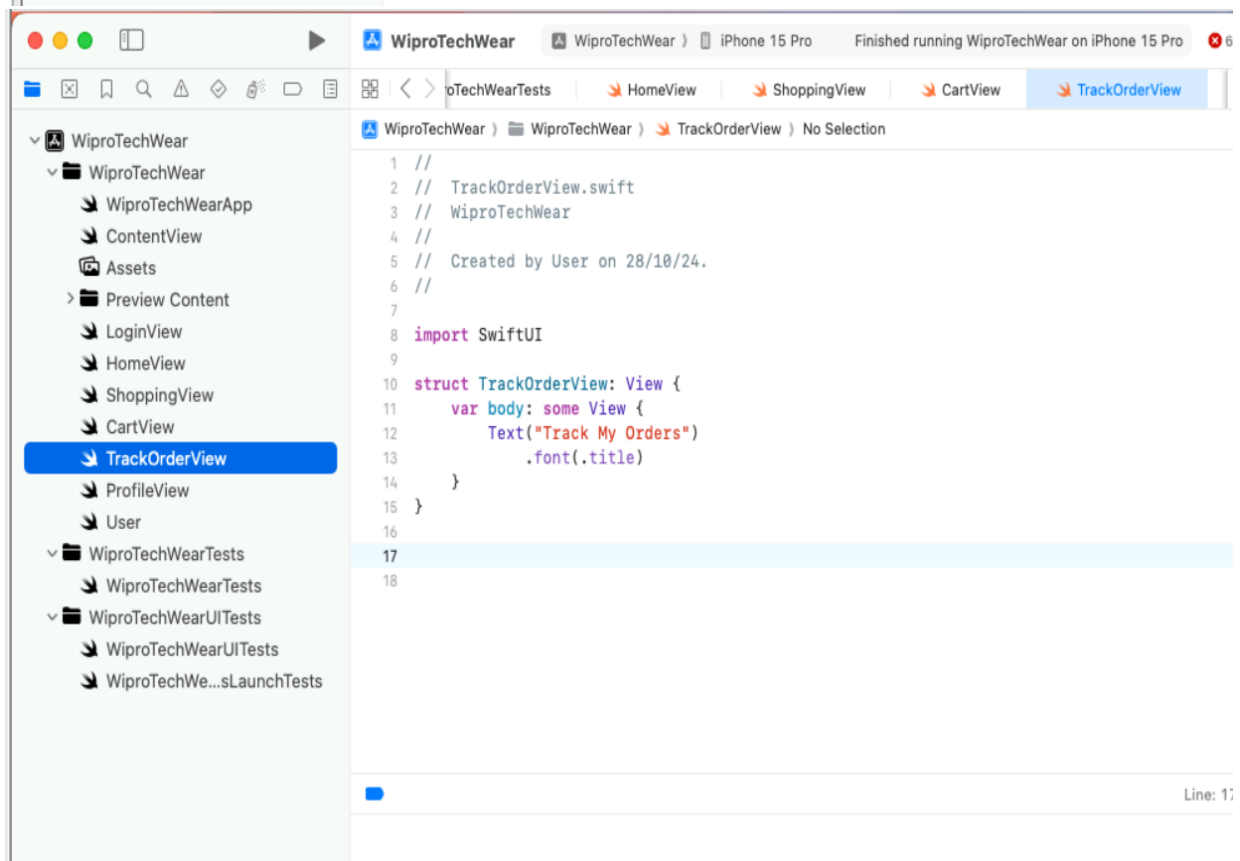 WiproTechWear
WiproTechWear 〉 iPhone 15 Pro
Finished running WiproTechWear on iPhone 15 Pro
6
oTechWearTests
HomeView
ShoppingView
CartView
TrackOrderView
WiproTechWear 〉 WiproTechWear 〉 TrackOrderView 〉 No Selection
WiproTechWear
WiproTechWear
WiproTechWearApp
ContentView
Assets
Preview Content
LoginView
HomeView
ShoppingView
CartView
TrackOrderView
ProfileView
User
WiproTechWearTests
WiproTechWearTests
WiproTechWearUITests
WiproTechWearUITests
WiproTechWe...sLaunchTests
1 //
2 // TrackOrderView.swift
3 // WiproTechWear
4 //
5 // Created by User on 28/10/24.
6 //
7
8 import SwiftUI
9
10 struct TrackOrderView: View {
11     var body: some View {
12         Text("Track My Orders")
13             .font(.title)
14     }
15 }
16
17
18
Line: 17